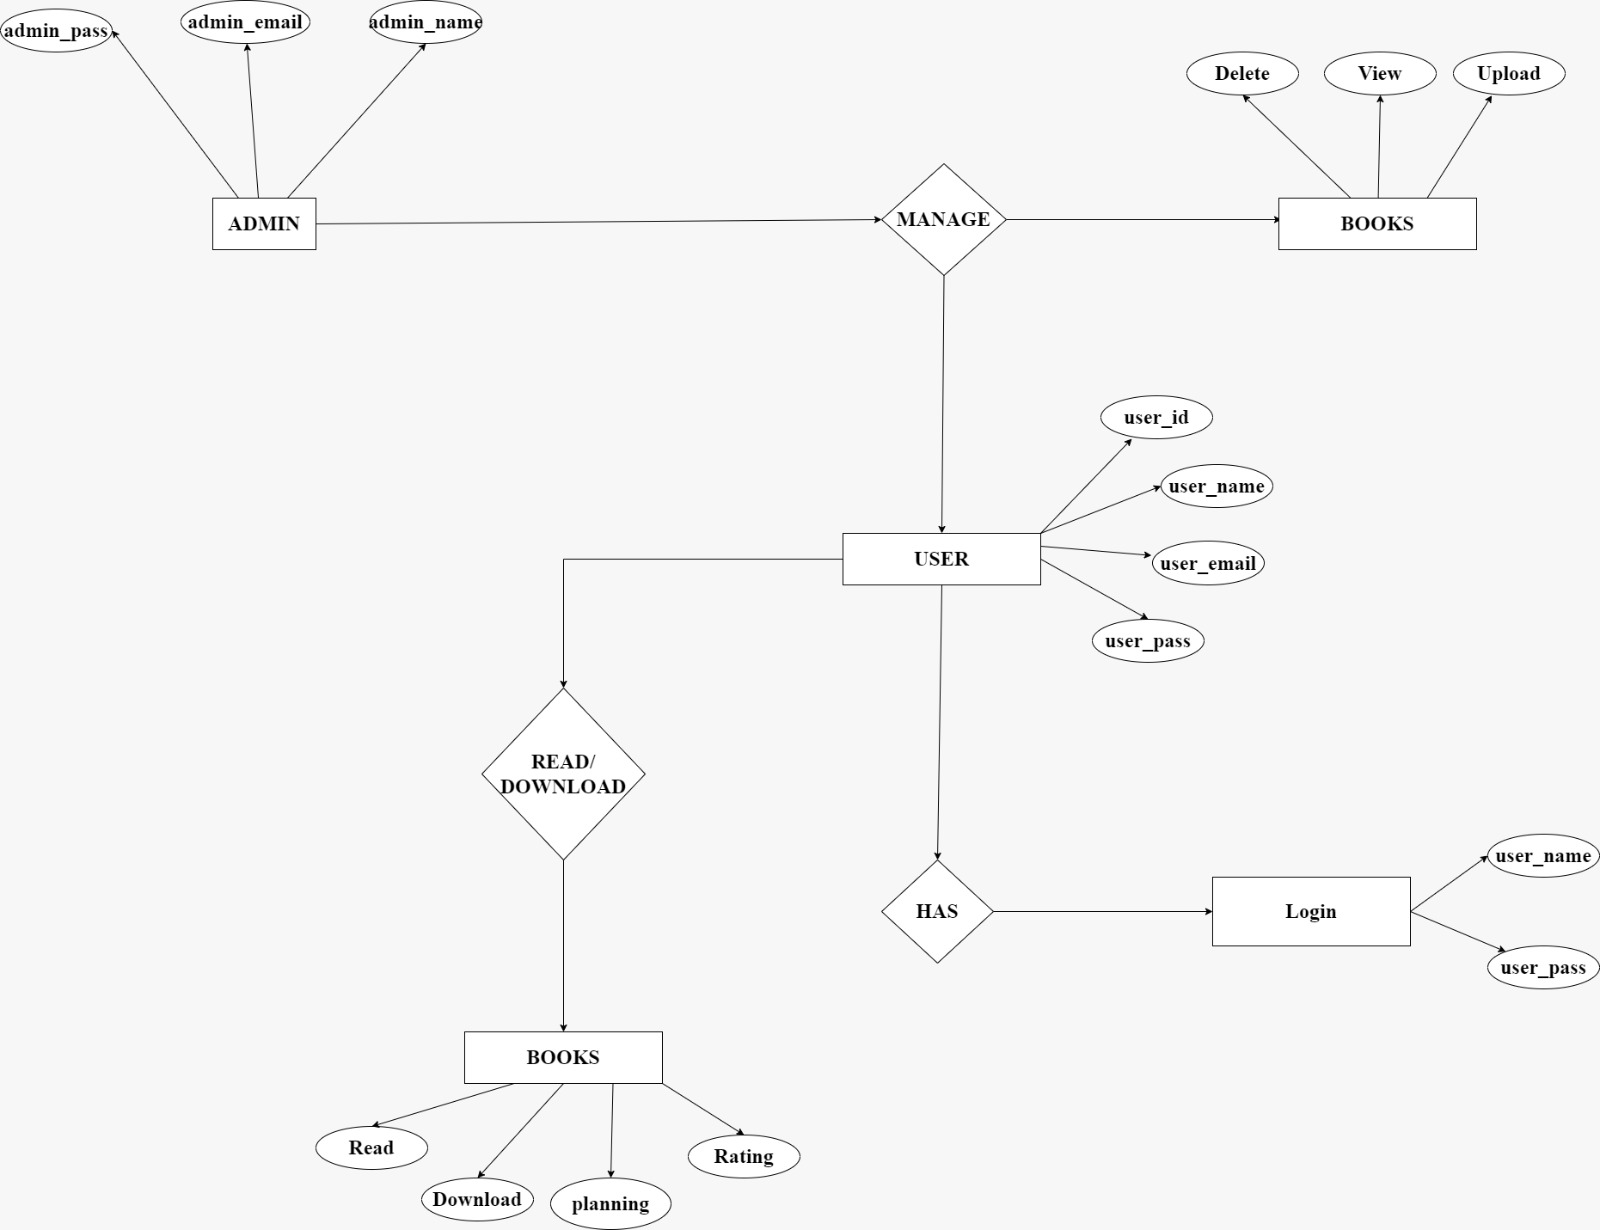 admin_pass
admin_email
admin_name
Delete
View
Upload
ADMIN
MANAGE
BOOKS
user_id
user_name
USER
user_email
user_pass
READ/
DOWNLOAD
user_name
HAS
Login
user_pass
BOOKS
Read
Rating
Download
planning